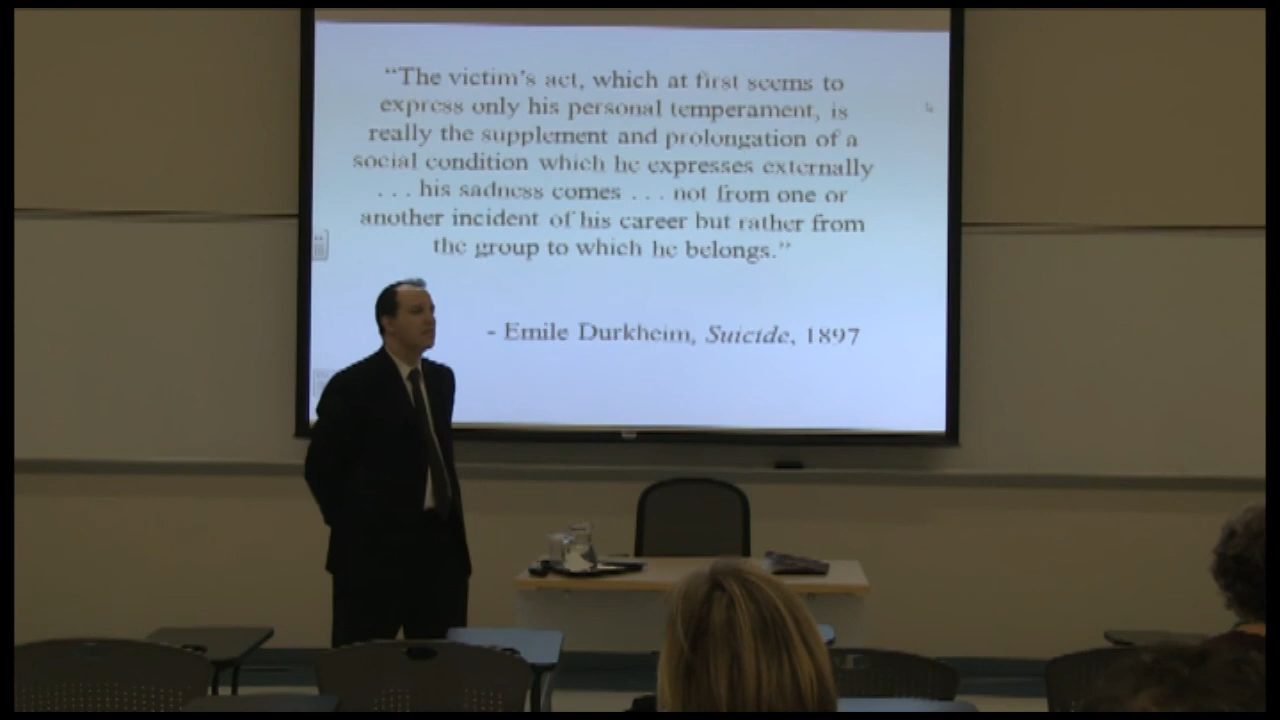 “The victim’s act, which at first seems to
express only his personal temperament, is
really the supplement and prolongation of a
social condition which he expresses externally
. . . his sadness comes . . . not from one or
another incident of his career but rather from
the group to which he belongs.”
- Emile Durkheim, Suicide, 1897